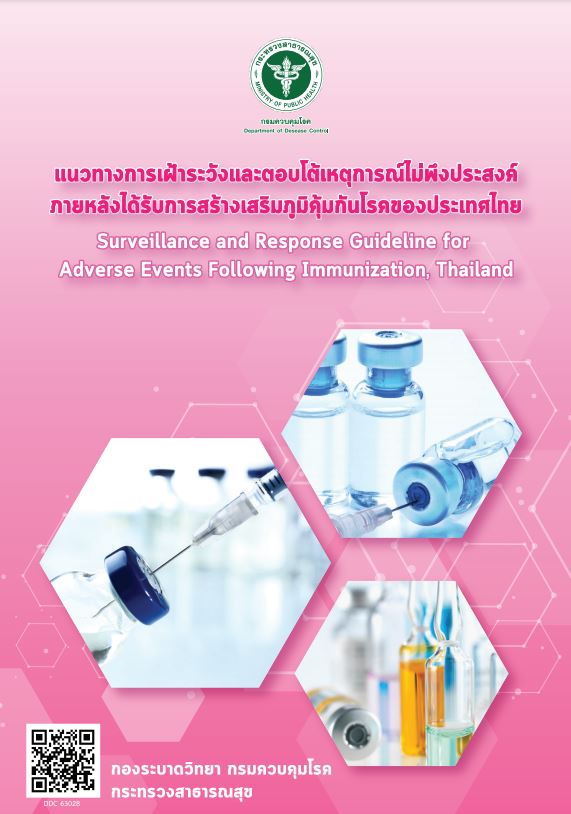 กระทรวงสาธารณสุข
MINISTRY OF PUBLIC HEALTH
กรมควบคุมโรค
Department of Desease Control
แนวทางการเฝ้าระวังและตอบโต้เหตุการณ์ไม่พึงประสงค์
ภายหลังได้รับการสร้างเสริมภูมิคุ้มกันโรคของประเทศไทย
Surveillance and Response Guideline for
Adverse Events Following Immunization, Thailand
กองระบาดวิทยา กรมควบคุมโรค
กระทรวงสาธารณสุข
DDC 63028